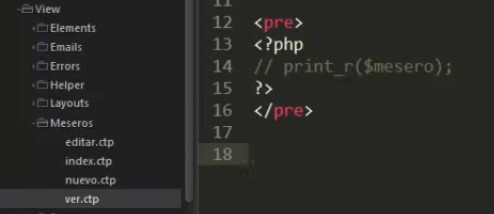 View
Elements
Emails
Errors
Helper
Layouts
Meseros
editar.ctp
index.ctp
nuevo.ctp
ver.ctp
12 <pre>
13 <?php
14 // print_r($mesero);
15 ?>
16 </pre>
17
18